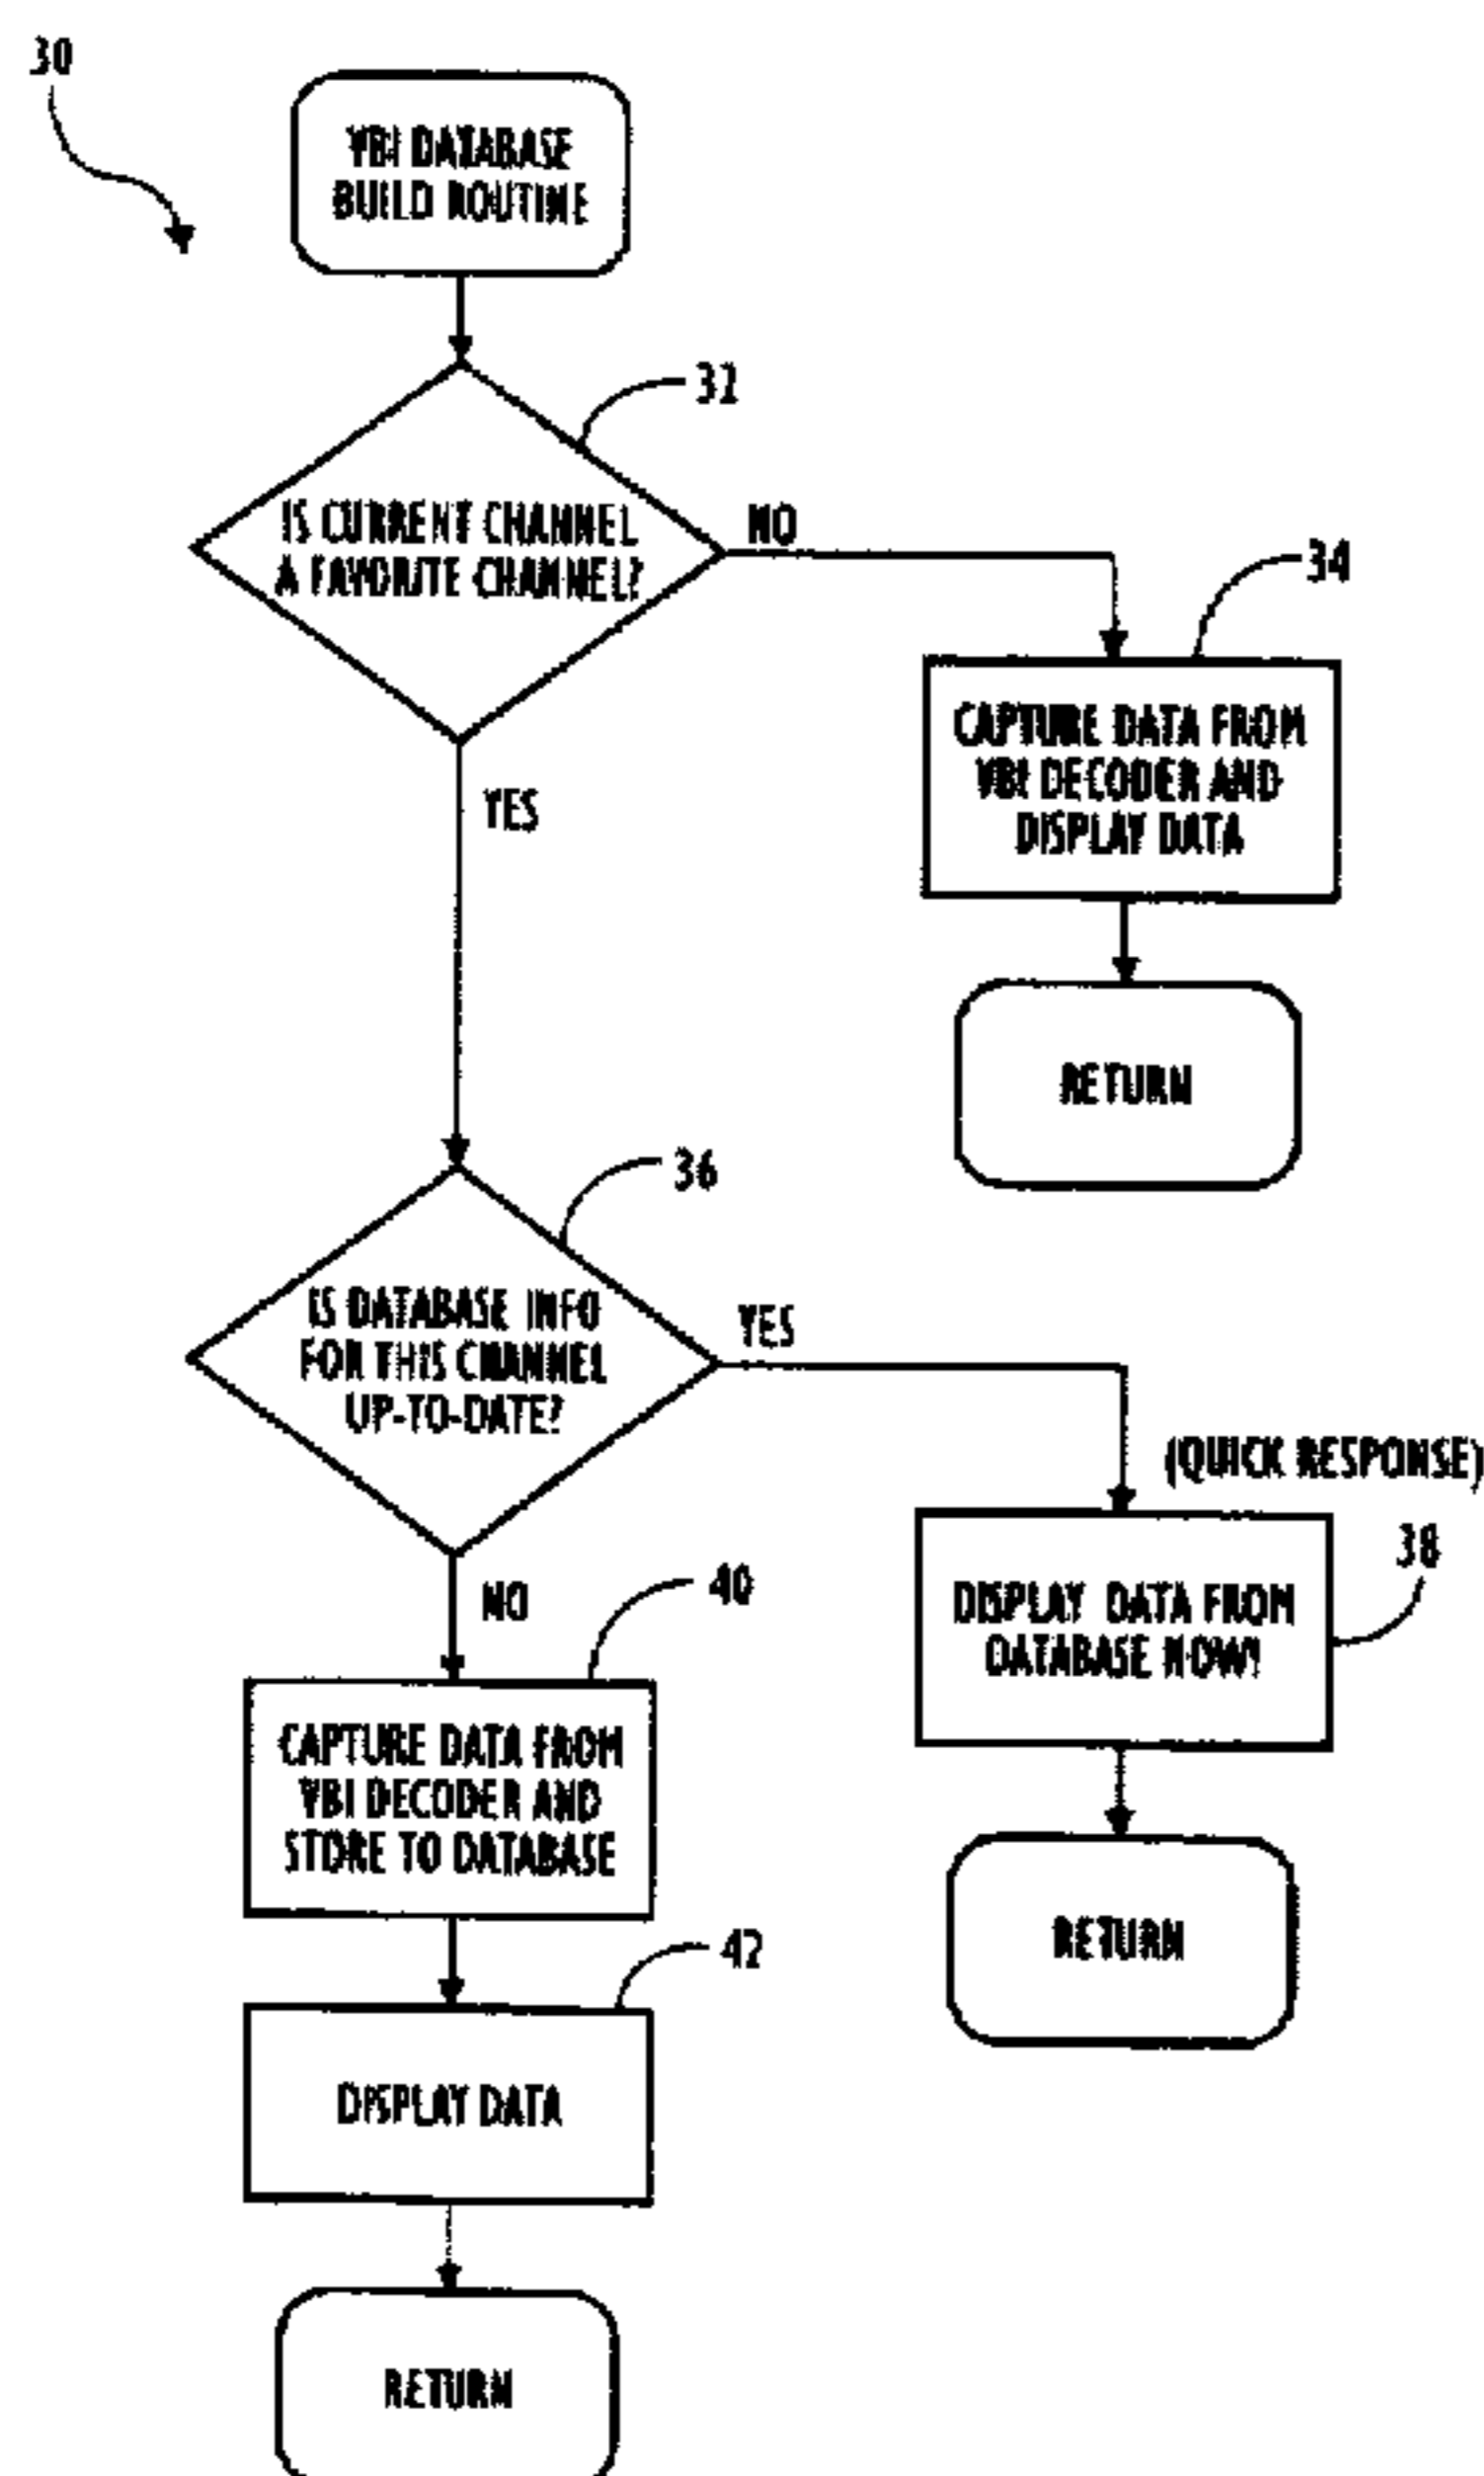 30
VBI DATABASE
BUILD ROUTINE
32
IS CURRENT CHANNEL
A FAVORITE CHANNEL?
NO
34
YES
CAPTURE DATA FROM
VBI DECODER AND
DISPLAY DATA
RETURN
36
IS DATABASE INFO
FOR THIS CHANNEL
UP-TO-DATE?
YES
(QUICK RESPONSE)
38
NO
40
DISPLAY DATA FROM
DATABASE NOW!
CAPTURE DATA FROM
VBI DECODER AND
STORE TO DATABASE
RETURN
42
DISPLAY DATA
RETURN